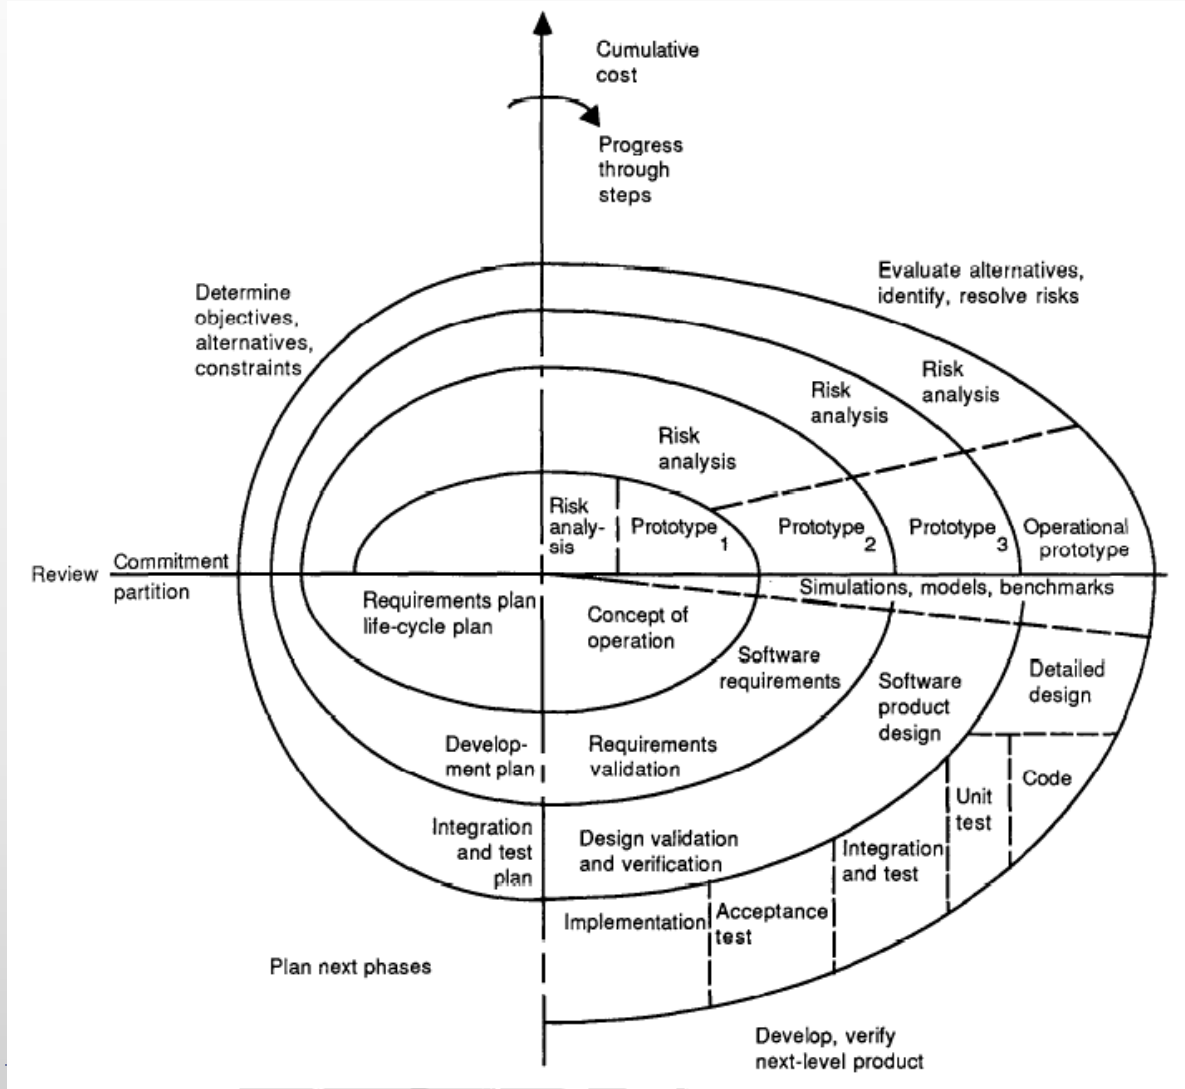 Cumulative
cost
Progress
through
steps
Evaluate alternatives,
identify, resolve risks
Determine
objectives,
alternatives,
constraints
Risk
analysis
Risk
analysis
Risk
analysis
Risk
analy-
sis
Prototype 1
Prototype 2
Prototype 3
Operational
prototype
Review
Commitment
partition
Simulations, models, benchmarks
Requirements plan
life-cycle plan
Concept of
operation
Software
requirements
Software
product
design
Detailed
design
Develop-
ment plan
Requirements
validation
Code
Unit
test
Integration
and test
plan
Design validation
and verification
Integration
and test
Implementation
Acceptance
test
Plan next phases
Develop, verify
next-level product